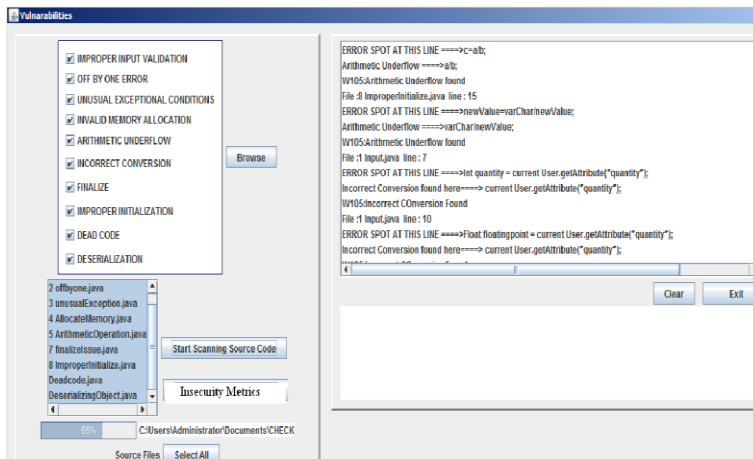 Vulnarabilities
IMPROPER INPUT VALIDATION
OFF BY ONE ERROR
UNUSUAL EXCEPTIONAL CONDITIONS
INVALID MEMORY ALLOCATION
ARITHMETIC UNDERFLOW
INCORRECT CONVERSION
FINALIZE
IMPROPER INITIALIZATION
DEAD CODE
DESERIALIZATION
Browse
2 offbyone.java
3 unusualException.java
4 AllocateMemory.java
5 ArithmeticOperation.java
7 finalizeIssue.java
8 ImproperInitialize.java
Deadcode.java
DeserializingObject.java
Start Scanning Source Code
Insecurity Metrics
65%
C:\Users\Administrator\Documents\CHECK
Source Files
Select All
ERROR SPOT AT THIS LINE ====>c=a/b;
Arithmetic Underflow ====>a/b;
W105:Arithmetic Underflow found
File :8 ImproperInitialize.java line : 15
ERROR SPOT AT THIS LINE ====>newValue=varChar/newValue;
Arithmetic Underflow ====>varChar/newValue;
W105:Arithmetic Underflow found
File :1 Input.java line : 7
ERROR SPOT AT THIS LINE ====>Int quantity = current User.getAttribute("quantity");
Incorrect Conversion found here====> current User.getAttribute("quantity");
W105:Incorrect COnversion Found
File :1 Input.java line : 10
ERROR SPOT AT THIS LINE ====>Float floatingpoint = current User.getAttribute("quantity");
Incorrect Conversion found here====> current User.getAttribute("quantity");
Clear
Exit